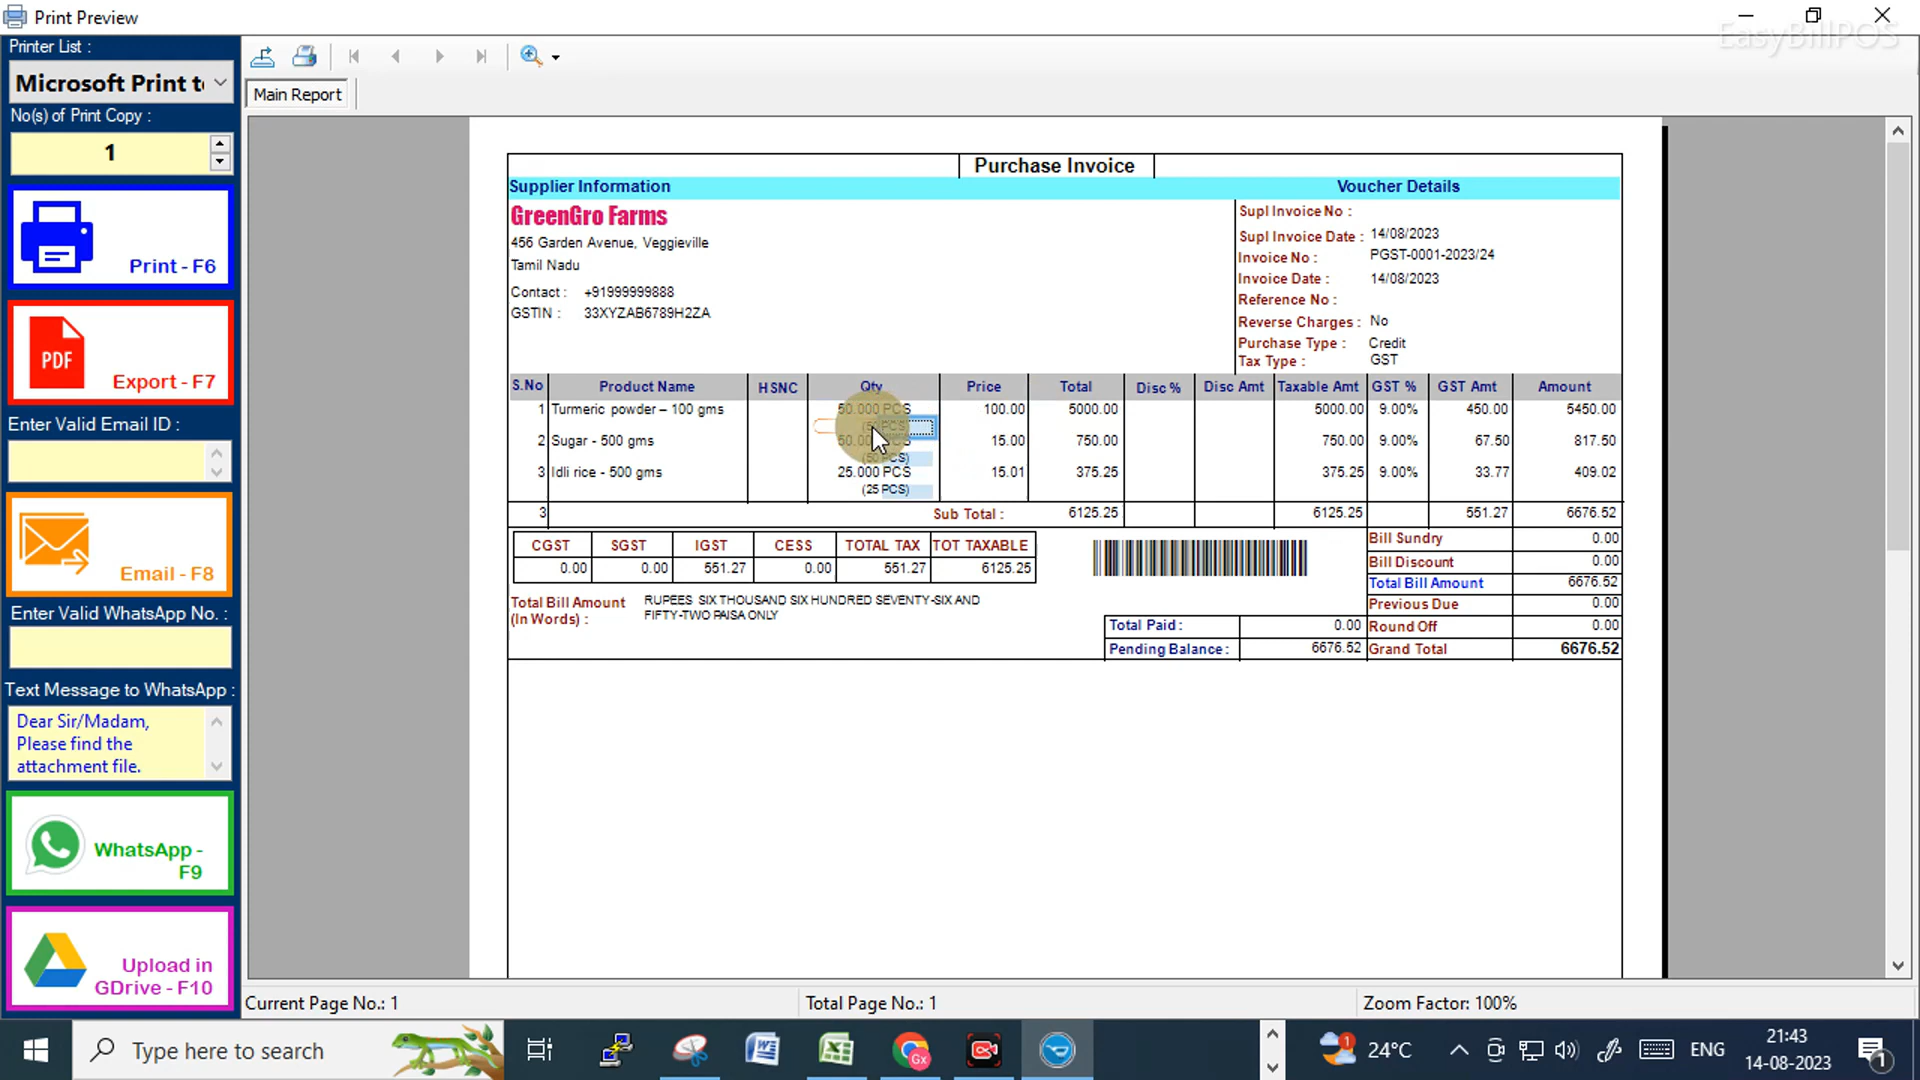 Print Preview
EasyBillPOS
Printer List :
Microsoft Print t
No(s) of Print Copy :
1
Print - F6
PDF
Export - F7
Enter Valid Email ID :
Email - F8
Enter Valid WhatsApp No. :
Text Message to WhatsApp :
Dear Sir/Madam,
Please find the
attachment file.
WhatsApp -
F9
Upload in
GDrive - F10
Main Report
Purchase Invoice
Supplier Information
Voucher Details
GreenGro Farms
456 Garden Avenue, Veggieville
Tamil Nadu
Contact : +91999999888
GSTIN : 33XYZAB6789H2ZA
Supl Invoice No :
Supl Invoice Date : 14/08/2023
Invoice No : PGST-0001-2023/24
Invoice Date : 14/08/2023
Reference No :
Reverse Charges : No
Purchase Type : Credit
Tax Type : GST
S.No Product Name HSNC Qty Price Total Disc % Disc Amt Taxable Amt GST % GST Amt Amount
1 Turmeric powder – 100 gms 50.000 PCS 100.00 5000.00 5000.00 9.00% 450.00 5450.00
PCS)
2 Sugar - 500 gms 15.00 750.00 750.00 9.00% 67.50 817.50
(50 PCS)
3 Idli rice - 500 gms 25.000 PCS 15.01 375.25 375.25 9.00% 33.77 409.02
(25 PCS)
3 Sub Total : 6125.25 6125.25 551.27 6676.52
CGST SGST IGST CESS TOTAL TAX TOT TAXABLE
0.00 0.00 551.27 0.00 551.27 6125.25
Total Bill Amount (In Words) : RUPEES SIX THOUSAND SIX HUNDRED SEVENTY-SIX AND
FIFTY-TWO PAISA ONLY
Bill Sundry 0.00
Bill Discount 0.00
Total Bill Amount 6676.52
Previous Due 0.00
Total Paid : 0.00 Round Off 0.00
Pending Balance : 6676.52 Grand Total 6676.52
Current Page No.: 1
Total Page No.: 1
Zoom Factor: 100%
Type here to search
Gx
1
24°C
ENG
21:43
14-08-2023
1